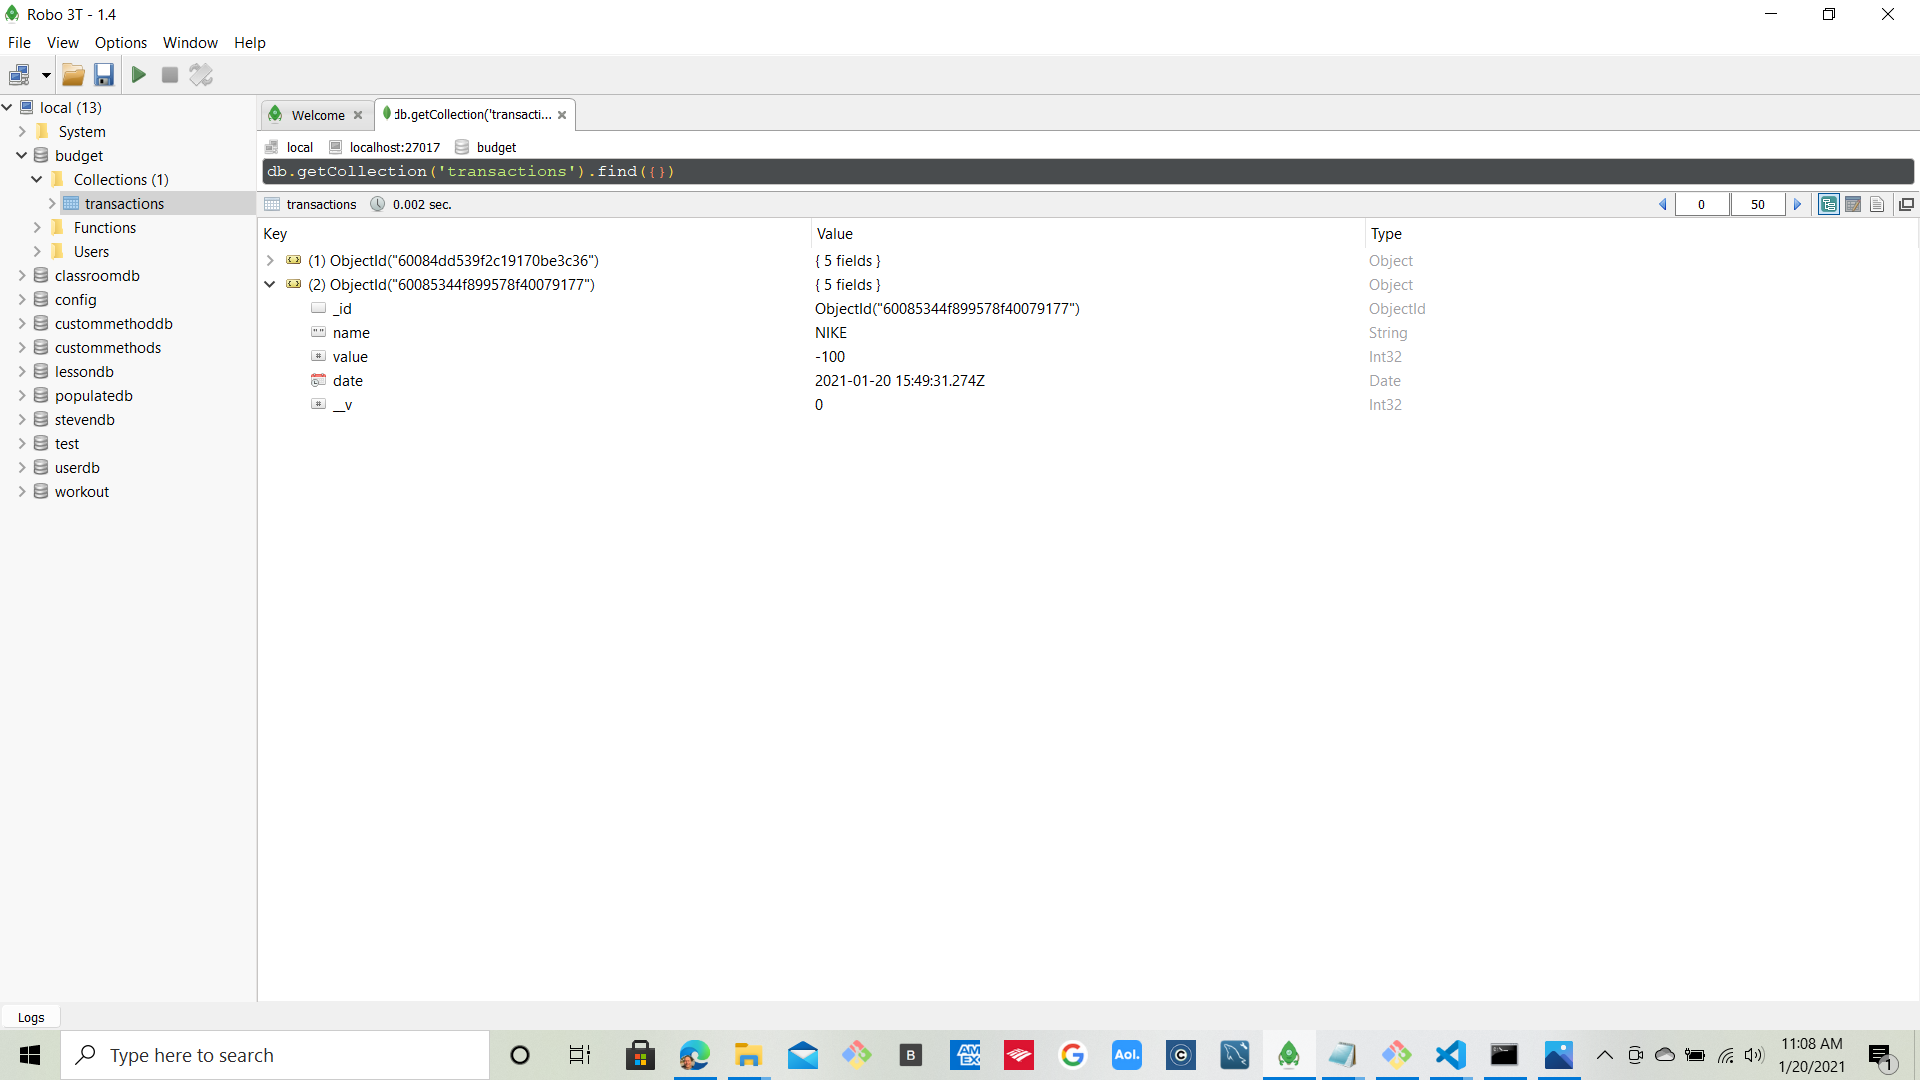 Robo 3T - 1.4
File View Options Window Help
local (13)
System
budget
Collections (1)
transactions
Functions
Users
classroomdb
config
custommethoddb
custommethods
lessondb
populatedb
stevendb
test
userdb
workout
Welcome db.getCollection('transacti...
local localhost:27017 budget
db.getCollection('transactions').find({})
transactions 0.002 sec. 0 50
Key Value Type
(1) ObjectId("60084dd539f2c19170be3c36") { 5 fields } Object
(2) ObjectId("60085344f899578f40079177") { 5 fields } Object
_id ObjectId("60085344f899578f40079177") ObjectId
name NIKE String
value -100 Int32
date 2021-01-20 15:49:31.274Z Date
__v 0 Int32
Logs
Type here to search
B
AM
EX
G
Aol.
C
11:08 AM
1/20/2021
1